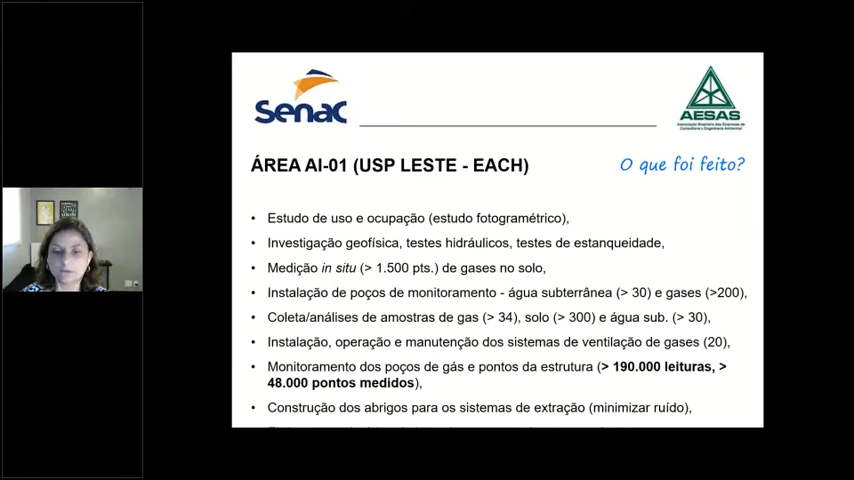 Senac
AESAS
ÁREA AI-01 (USP LESTE - EACH)
O que foi feito?
• Estudo de uso e ocupação (estudo fotogramétrico),
• Investigação geofísica, testes hidráulicos, testes de estanqueidade,
• Medição in situ (> 1.500 pts.) de gases no solo,
• Instalação de poços de monitoramento - água subterrânea (> 30) e gases (>200),
• Coleta/análises de amostras de gas (> 34), solo (> 300) e água sub. (> 30),
• Instalação, operação e manutenção dos sistemas de ventilação de gases (20),
• Monitoramento dos poços de gás e pontos da estrutura (> 190.000 leituras, >
48.000 pontos medidos),
• Construção dos abrigos para os sistemas de extração (minimizar ruído),